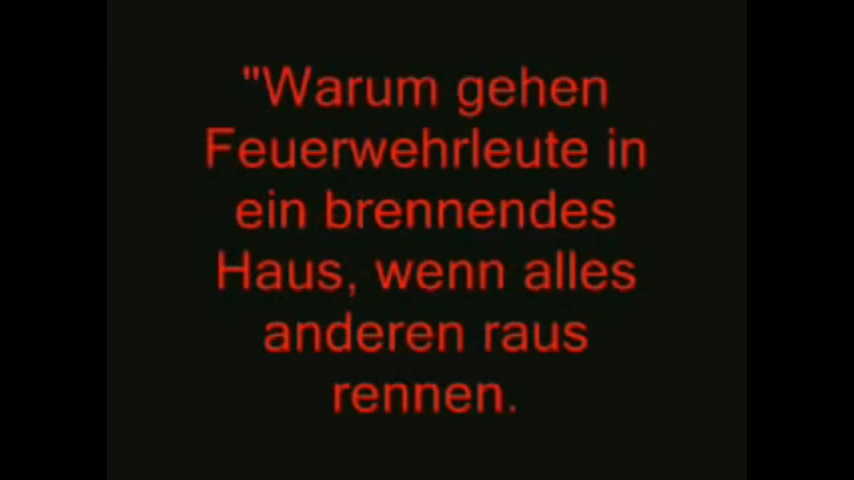 "Warum gehen
Feuerwehrleute in
ein brennendes
Haus, wenn alles
anderen raus
rennen.